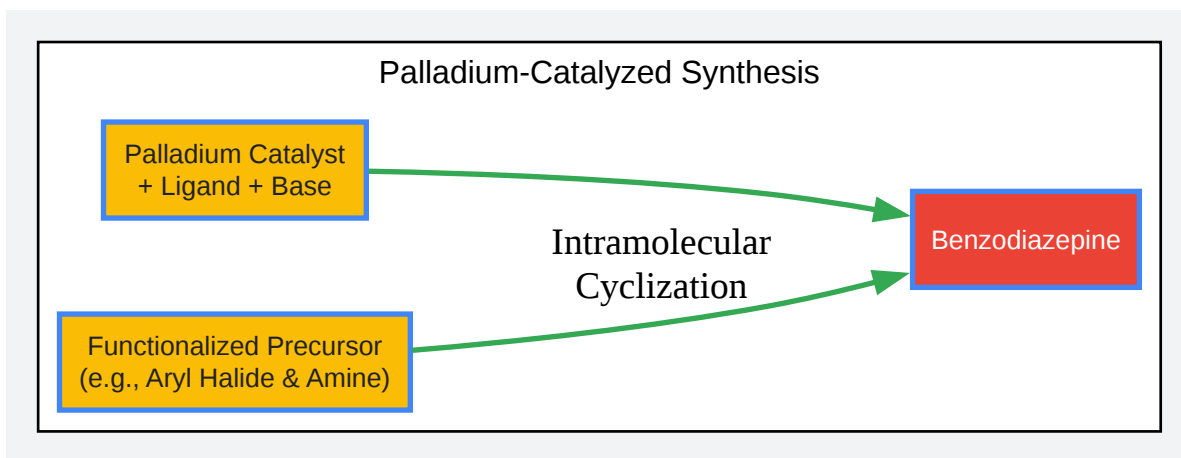 Palladium-Catalyzed Synthesis
Palladium Catalyst
+ Ligand + Base
Intramolecular
Cyclization
Benzodiazepine
Functionalized Precursor
(e.g., Aryl Halide & Amine)